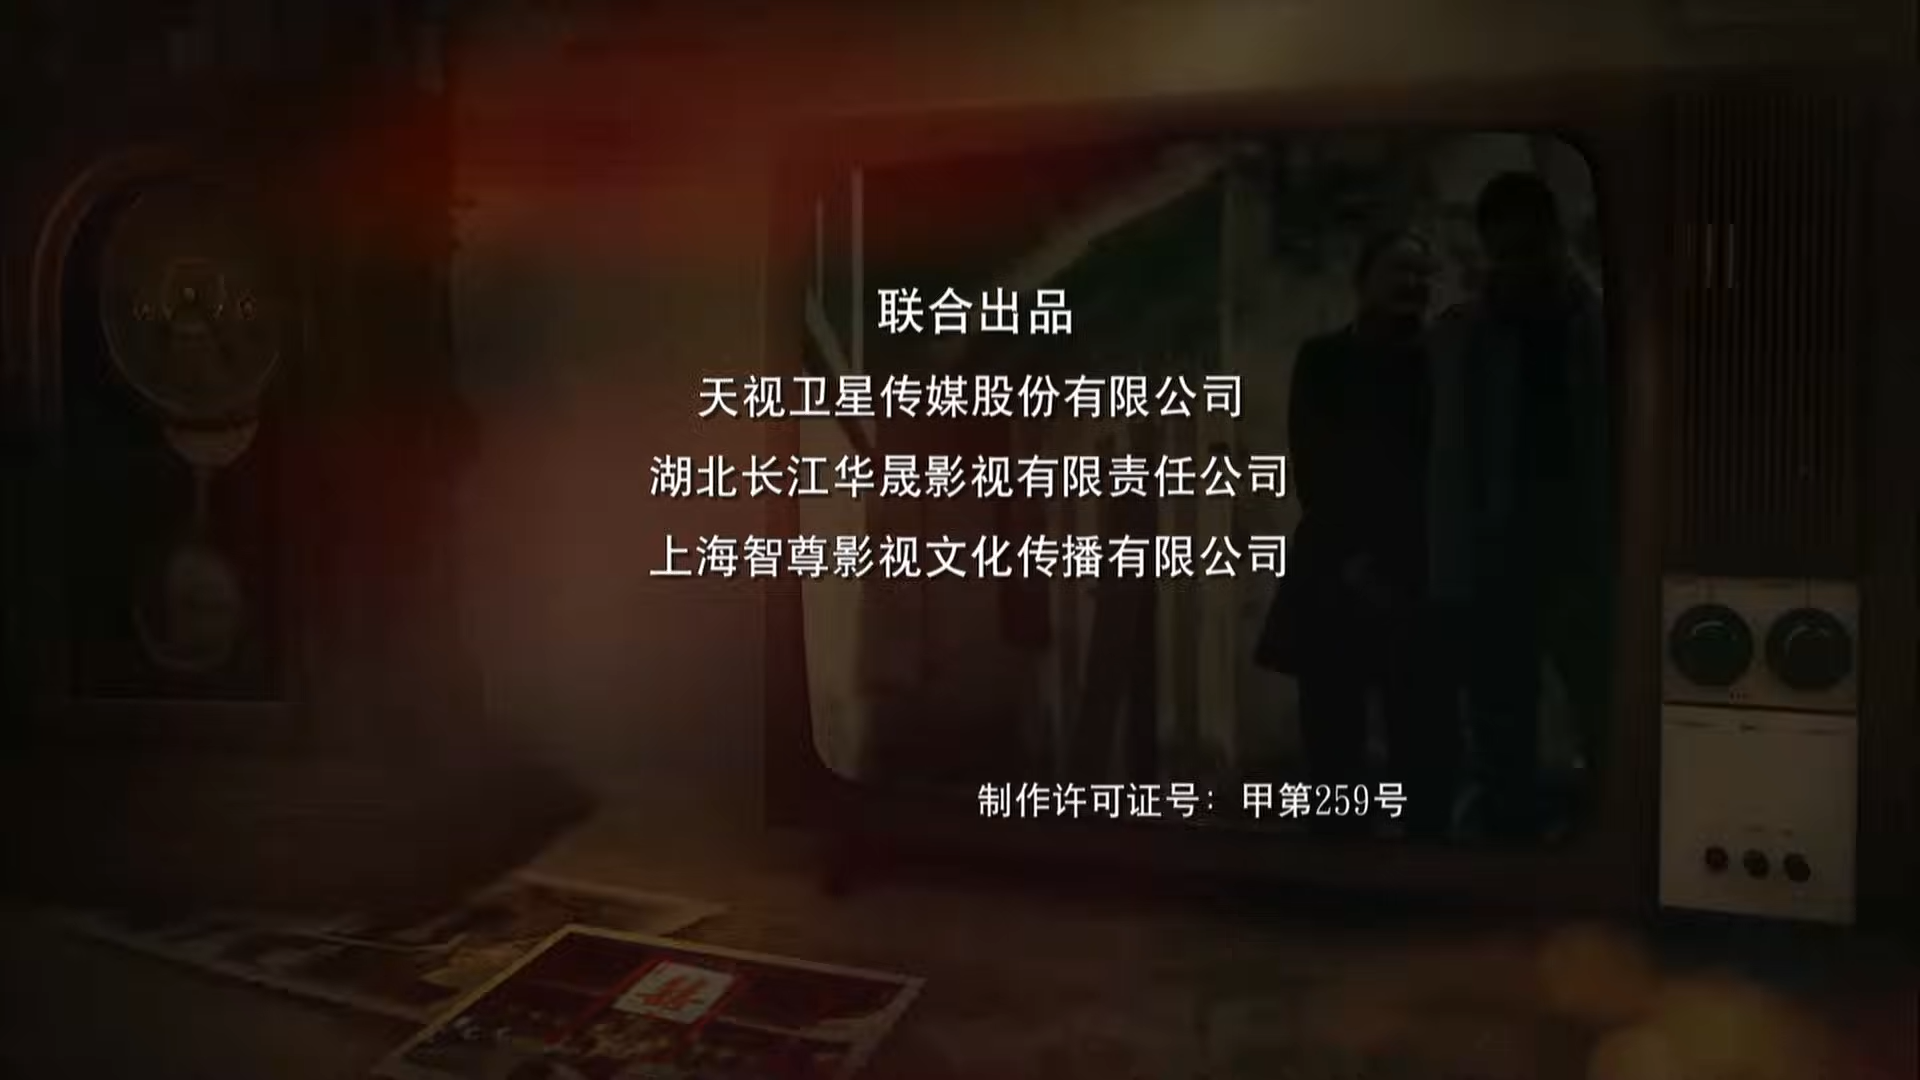 联合出品
天视卫星传媒股份有限公司
湖北长江华晟影视有限责任公司
上海智尊影视文化传播有限公司
制作许可证号：甲第259号